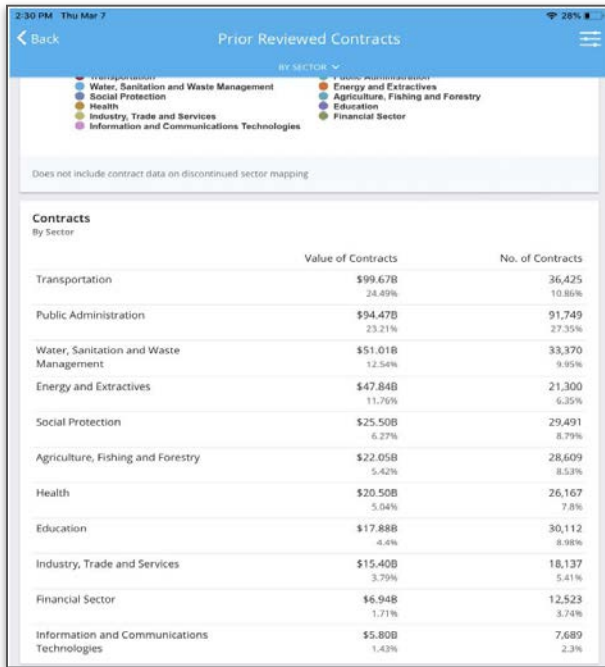 2:30 PM Thu Mar 7
28%
Back
Prior Reviewed Contracts
BY SECTOR
Transportation
Public Administration
Water, Sanitation and Waste Management
Energy and Extractives
Social Protection
Agriculture, Fishing and Forestry
Health
Education
Industry, Trade and Services
Financial Sector
Information and Communications Technologies
Does not include contract data on discontinued sector mapping
Contracts
By Sector
Value of Contracts No. of Contracts
Transportation $99.67B 36,425
24.49% 10.86%
Public Administration $94.47B 91,749
23.21% 27.35%
Water, Sanitation and Waste $51.01B 33,370
Management 12.54% 9.95%
Energy and Extractives $47.84B 21,300
11.76% 6.35%
Social Protection $25.50B 29,491
6.27% 8.79%
Agriculture, Fishing and Forestry $22.05B 28,609
5.42% 8.53%
Health $20.50B 26,167
5.04% 7.8%
Education $17.88B 30,112
4.4% 8.98%
Industry, Trade and Services $15.40B 18,137
3.79% 5.41%
Financial Sector $6.94B 12,523
1.71% 3.74%
Information and Communications $5.80B 7,689
Technologies 1.43% 2.3%